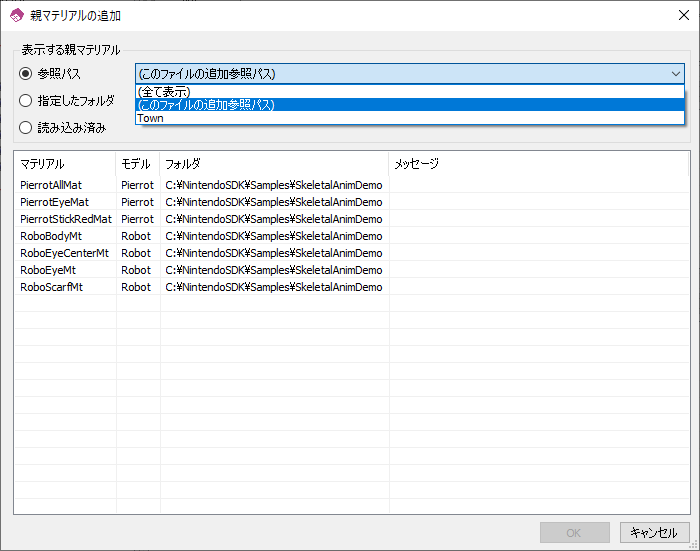 親マテリアルの追加
表示する親マテリアル
参照パス
(このファイルの追加参照パス)
(全て表示)
(このファイルの追加参照パス)
Town
指定したフォルダ
読み込み済み
マテリアル モデル フォルダ メッセージ
PierrotAllMat Pierrot C:¥NintendoSDK¥Samples¥SkeletalAnimDemo
PierrotEyeMat Pierrot C:¥NintendoSDK¥Samples¥SkeletalAnimDemo
PierrotStickRedMat Pierrot C:¥NintendoSDK¥Samples¥SkeletalAnimDemo
RoboBodyMt Robot C:¥NintendoSDK¥Samples¥SkeletalAnimDemo
RoboEyeCenterMt Robot C:¥NintendoSDK¥Samples¥SkeletalAnimDemo
RoboEyeMt Robot C:¥NintendoSDK¥Samples¥SkeletalAnimDemo
RoboScarfMt Robot C:¥NintendoSDK¥Samples¥SkeletalAnimDemo
OK キャンセル